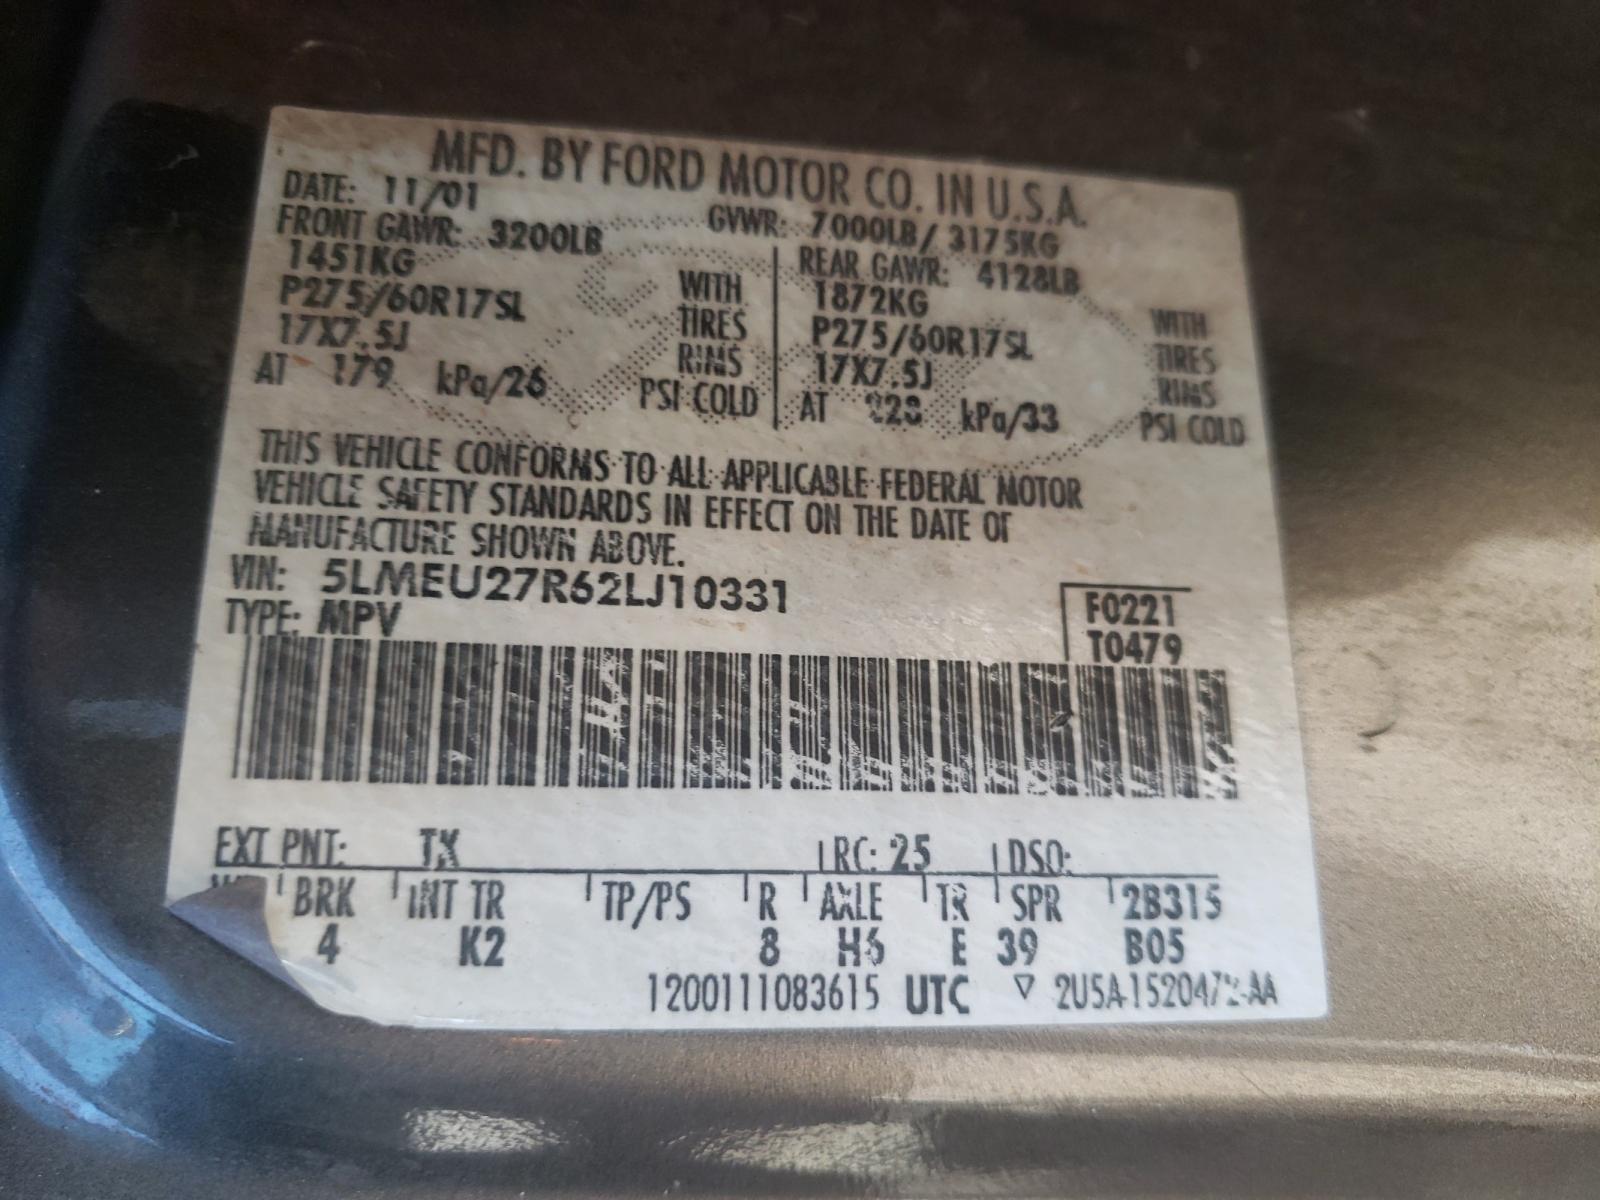 MFD. BY FORD MOTOR CO. IN U.S.A.
DATE: 11/01
GVWR: 7000LB/ 3175KG
FRONT GAWR: 3200LB
1451KG
P275/60R17SL
17X7.5J
AT 179 kPa/26
WITH
TIRES
RIMS
PSI COLD
REAR GAWR: 4128LB
1872KG
P275/60R17SL
17X7.5J
AT 228 kPa/33
WITH
TIRES
RIMS
PSI COLD
THIS VEHICLE CONFORMS TO ALL APPLICABLE FEDERAL MOTOR
VEHICLE SAFETY STANDARDS IN EFFECT ON THE DATE OF
MANUFACTURE SHOWN ABOVE.
VIN: 5LMEU27R62LJ10331
TYPE: MPV
F0221
T0479
EXT PNT: TX RC: 25 DSO:
BRK INT TR TP/PS R AXLE TR SPR 2B315
4 K2 8 H6 E 39 B05
1200111083615 UTC